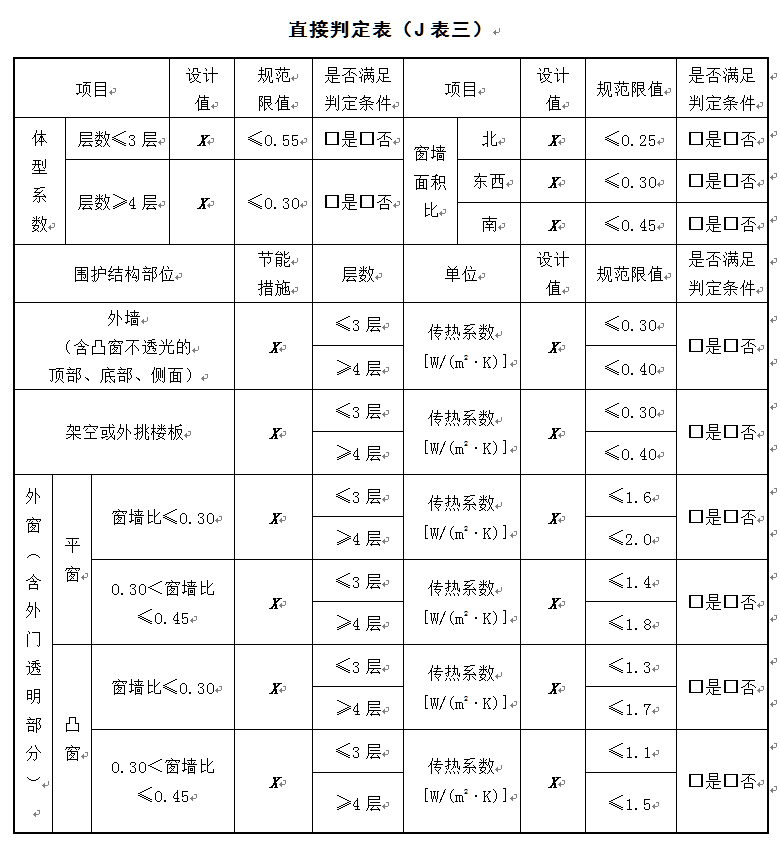 直接判定表（J 表三）
项目 设计值 规范限值 是否满足判定条件 项目 设计值 规范限值 是否满足判定条件
体型系数 层数≤3 层 X ≤0.55 □是□否 窗墙面积比 北 X ≤0.25 □是□否
东西 X ≤0.30 □是□否
层数≥4 层 X ≤0.30 □是□否 南 X ≤0.45 □是□否
围护结构部位 节能措施 层数 单位 设计值 规范限值 是否满足判定条件
外墙
（含凸窗不透光的
顶部、底部、侧面） X ≤3 层 传热系数 [W/(m²·K)] X ≤0.30 □是□否
≥4 层 ≤0.40
架空或外挑楼板 X ≤3 层 传热系数 [W/(m²·K)] X ≤0.30 □是□否
≥4 层 ≤0.40
外窗（含外门透明部分） 平窗 窗墙比≤0.30 X ≤3 层 传热系数 [W/(m²·K)] X ≤1.6 □是□否
≥4 层 ≤2.0
0.30＜窗墙比≤0.45 X ≤3 层 传热系数 [W/(m²·K)] X ≤1.4 □是□否
≥4 层 ≤1.8
凸窗 窗墙比≤0.30 X ≤3 层 传热系数 [W/(m²·K)] X ≤1.3 □是□否
≥4 层 ≤1.7
0.30＜窗墙比≤0.45 X ≤3 层 传热系数 [W/(m²·K)] X ≤1.1 □是□否
≥4 层 ≤1.5